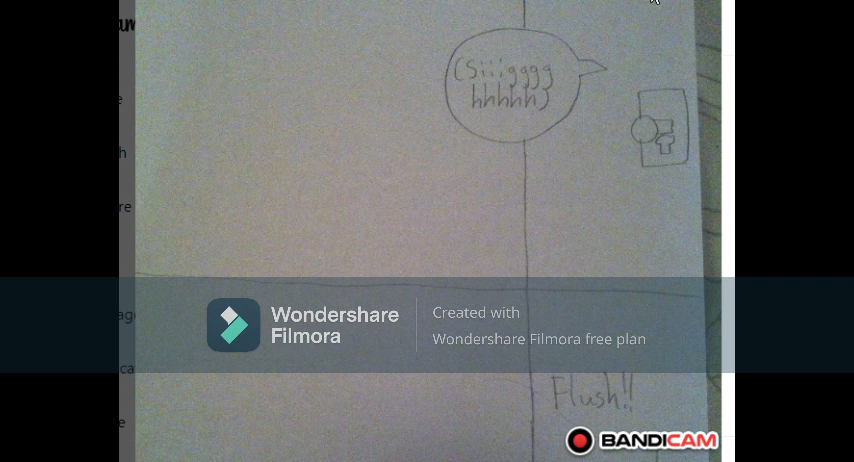 (Siiigggg
hhhhh)
Wondershare
Filmora
Created with
Wondershare Filmora free plan
Flush!!
BANDICAM